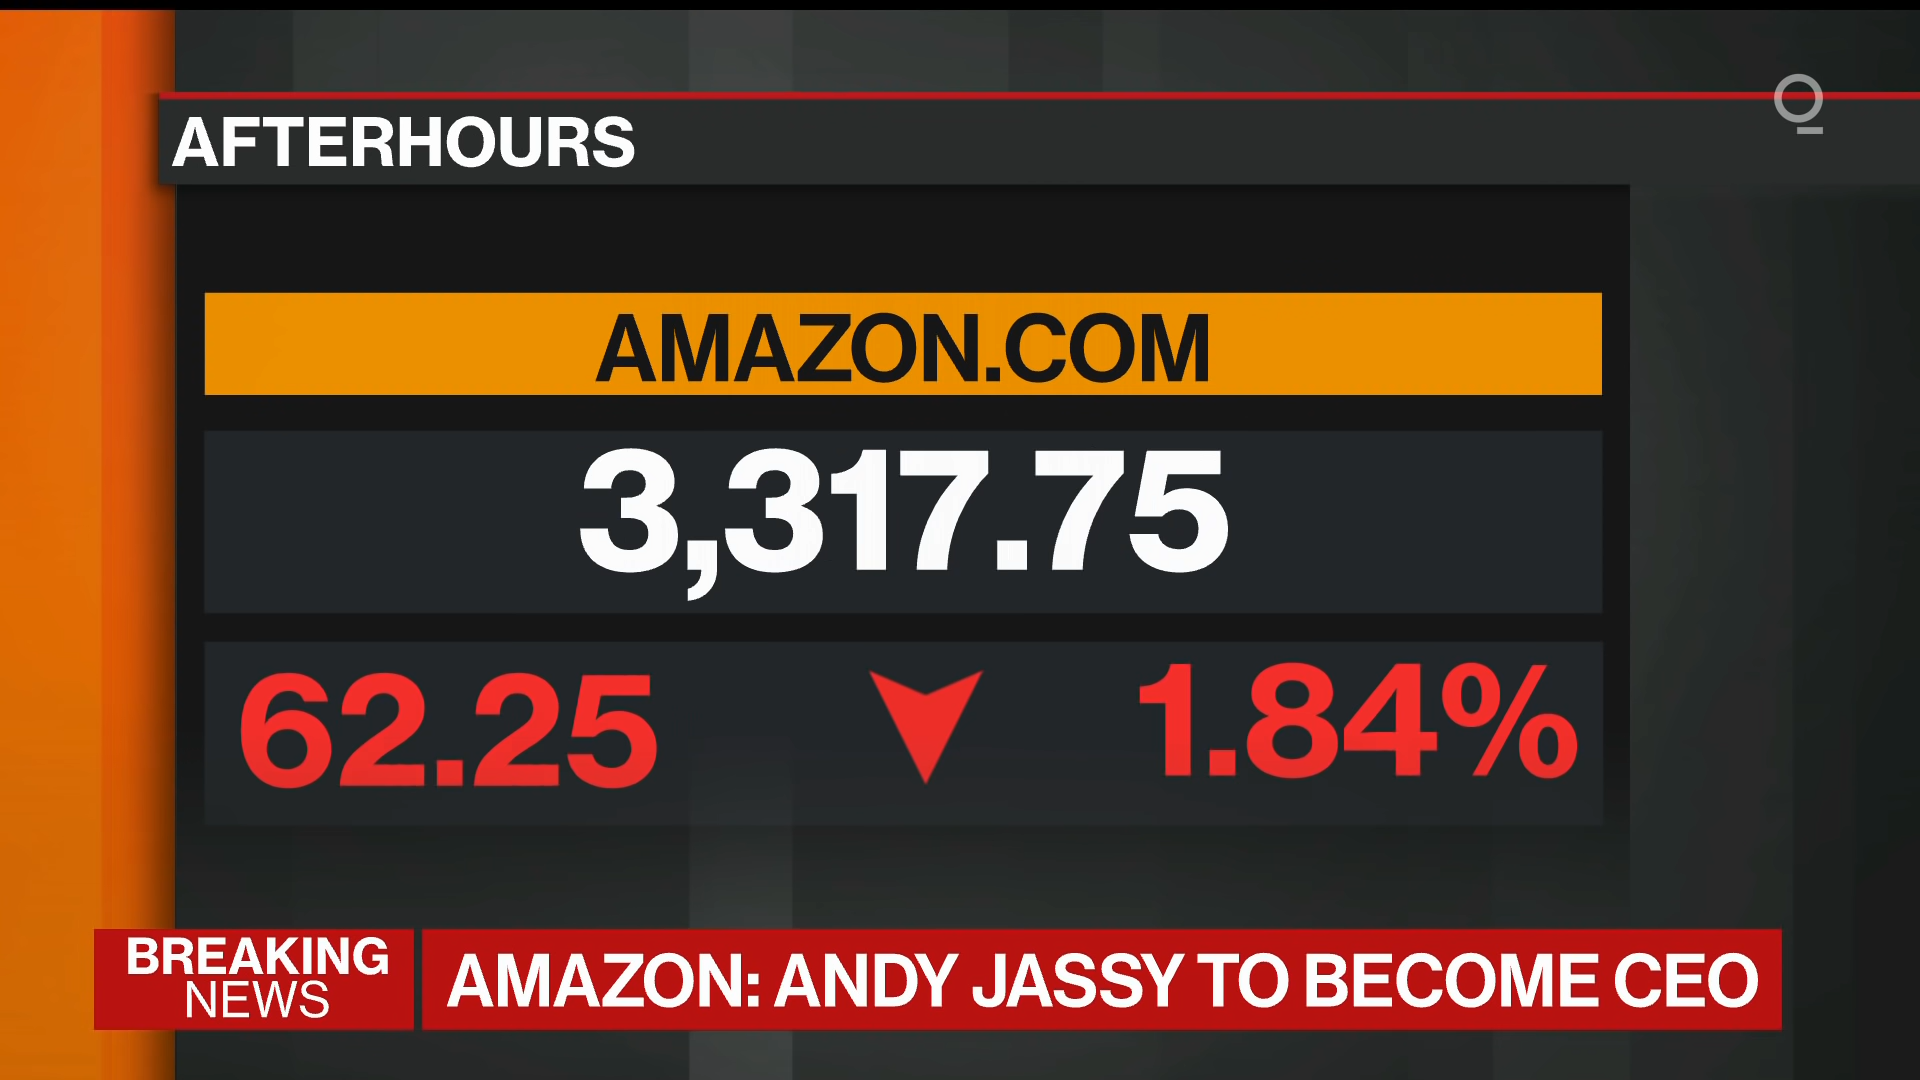 AFTERHOURS
AMAZON.COM
3,317.75
62.25 1.84%
BREAKING
NEWS
AMAZON: ANDY JASSY TO BECOME CEO